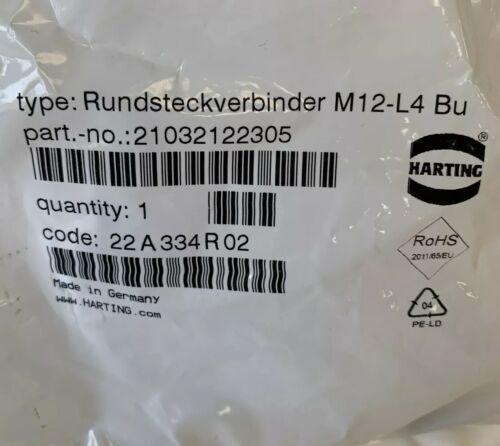 type: Rundsteckverbinder M12-L4 Bu
part.-no.:21032122305
HARTING
®
quantity: 1
code: 22 A 334 R 02
RoHS
2011/65/EU
Made in Germany
www.HARTING.com
04
PE-LD